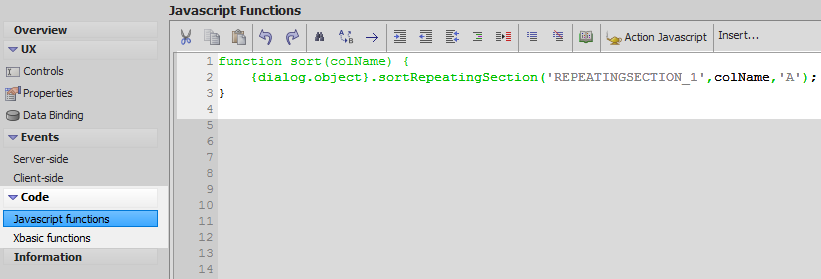 Javascript Functions
Overview
UX
Controls
Properties
Data Binding
Events
Server-side
Client-side
Code
Javascript functions
Xbasic functions
Information
Action Javascript
Insert...
1 function sort(colName) {
2 {dialog.object}.sortRepeatingSection('REPEATINGSECTION_1',colName,'A');
3 }
4
5
6
7
8
9
10
11
12
13
14